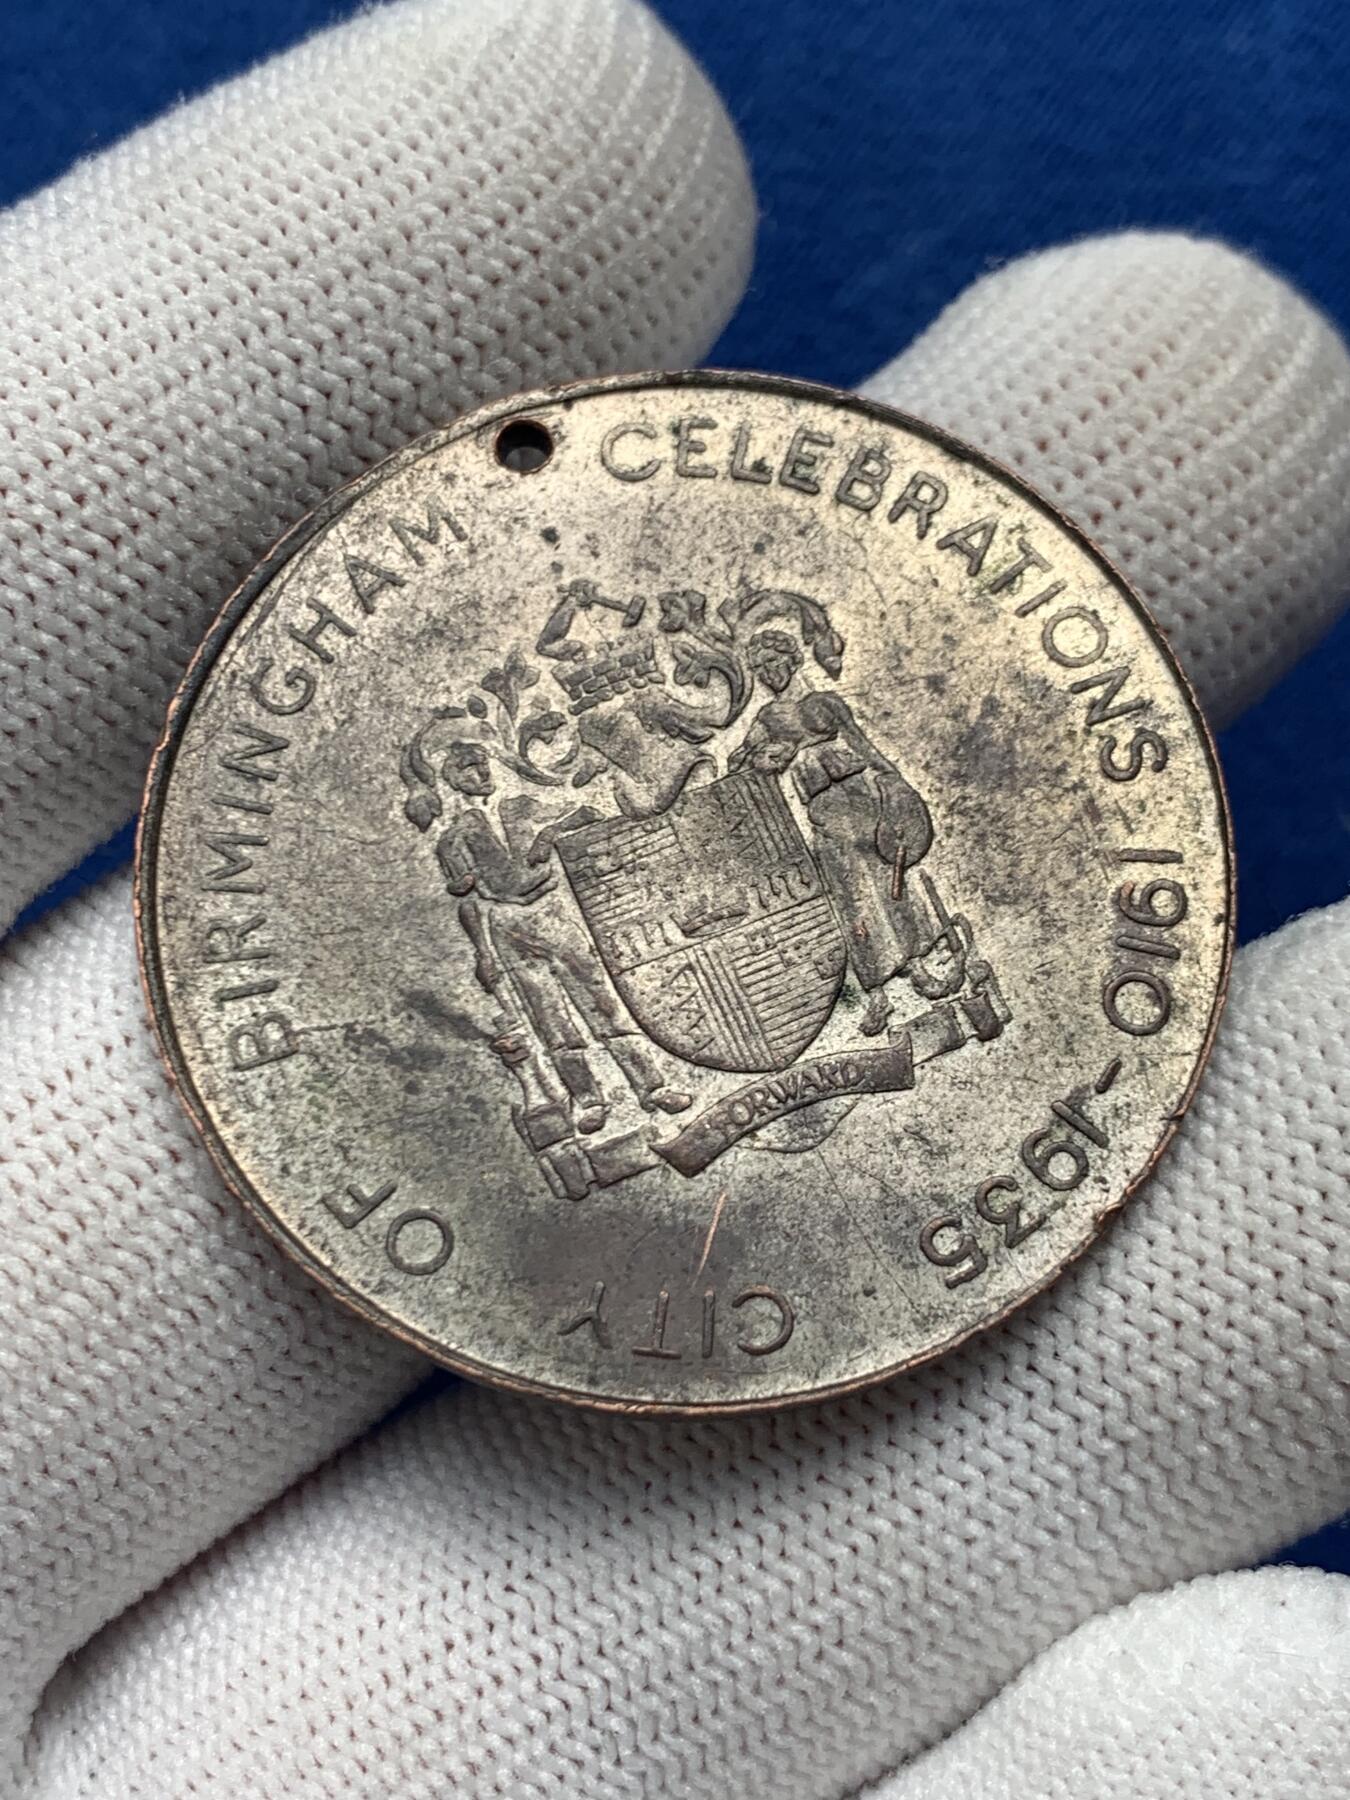 CITY OF BIRMINGHAM CELEBRATIONS 1910 - 1935
FORWARD